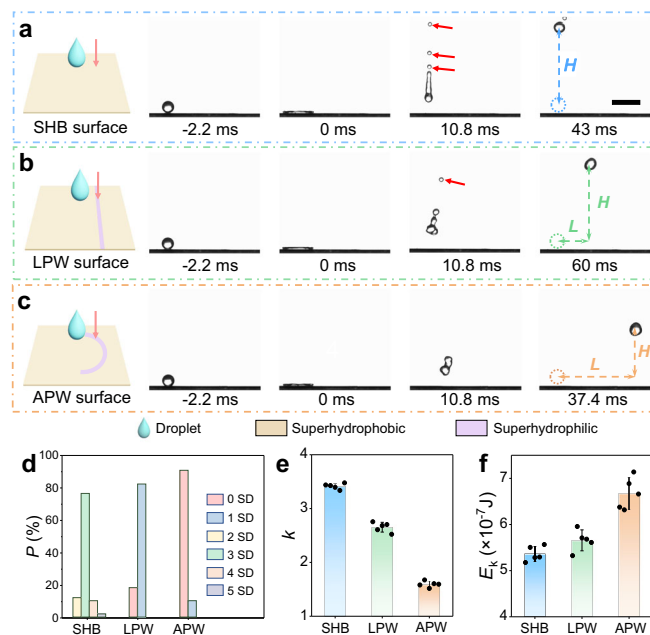 a
SHB surface
-2.2 ms
0 ms
10.8 ms
43 ms
H
b
LPW surface
-2.2 ms
0 ms
10.8 ms
60 ms
H
L
c
APW surface
-2.2 ms
0 ms
10.8 ms
37.4 ms
H
L
Droplet
Superhydrophobic
Superhydrophilic
d
P (%)
100
80
60
40
20
0
SHB
LPW
APW
0 SD
1 SD
2 SD
3 SD
4 SD
5 SD
e
k
4
3
2
1
SHB
LPW
APW
f
Eₖ (×10⁻⁷J)
7
6
5
4
SHB
LPW
APW